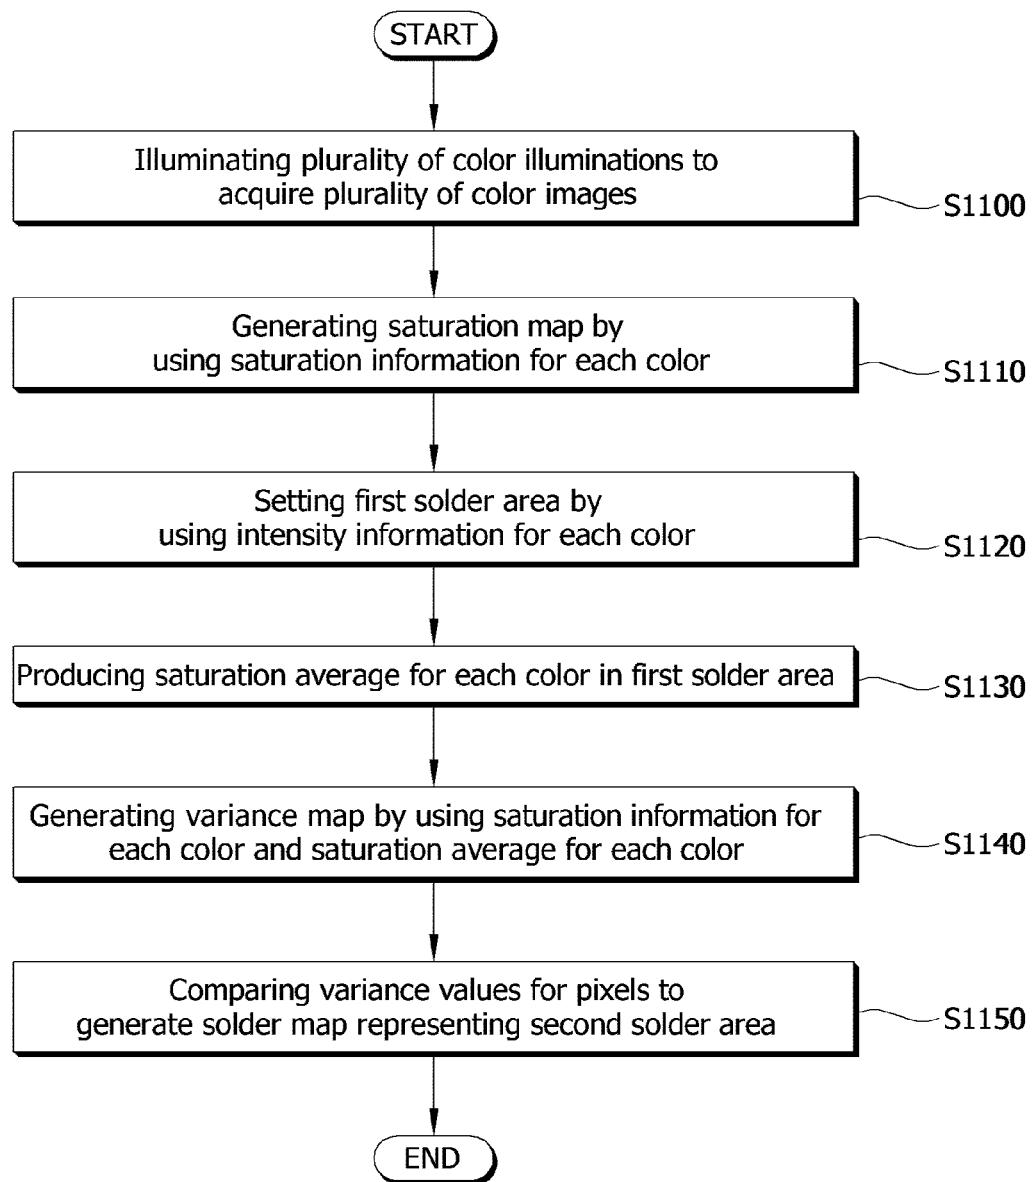 START
Illuminating plurality of color illuminations to
acquire plurality of color images
S1100
Generating saturation map by
using saturation information for each color
S1110
Setting first solder area by
using intensity information for each color
S1120
Producing saturation average for each color in first solder area
S1130
Generating variance map by using saturation information for
each color and saturation average for each color
S1140
Comparing variance values for pixels to
generate solder map representing second solder area
S1150
END